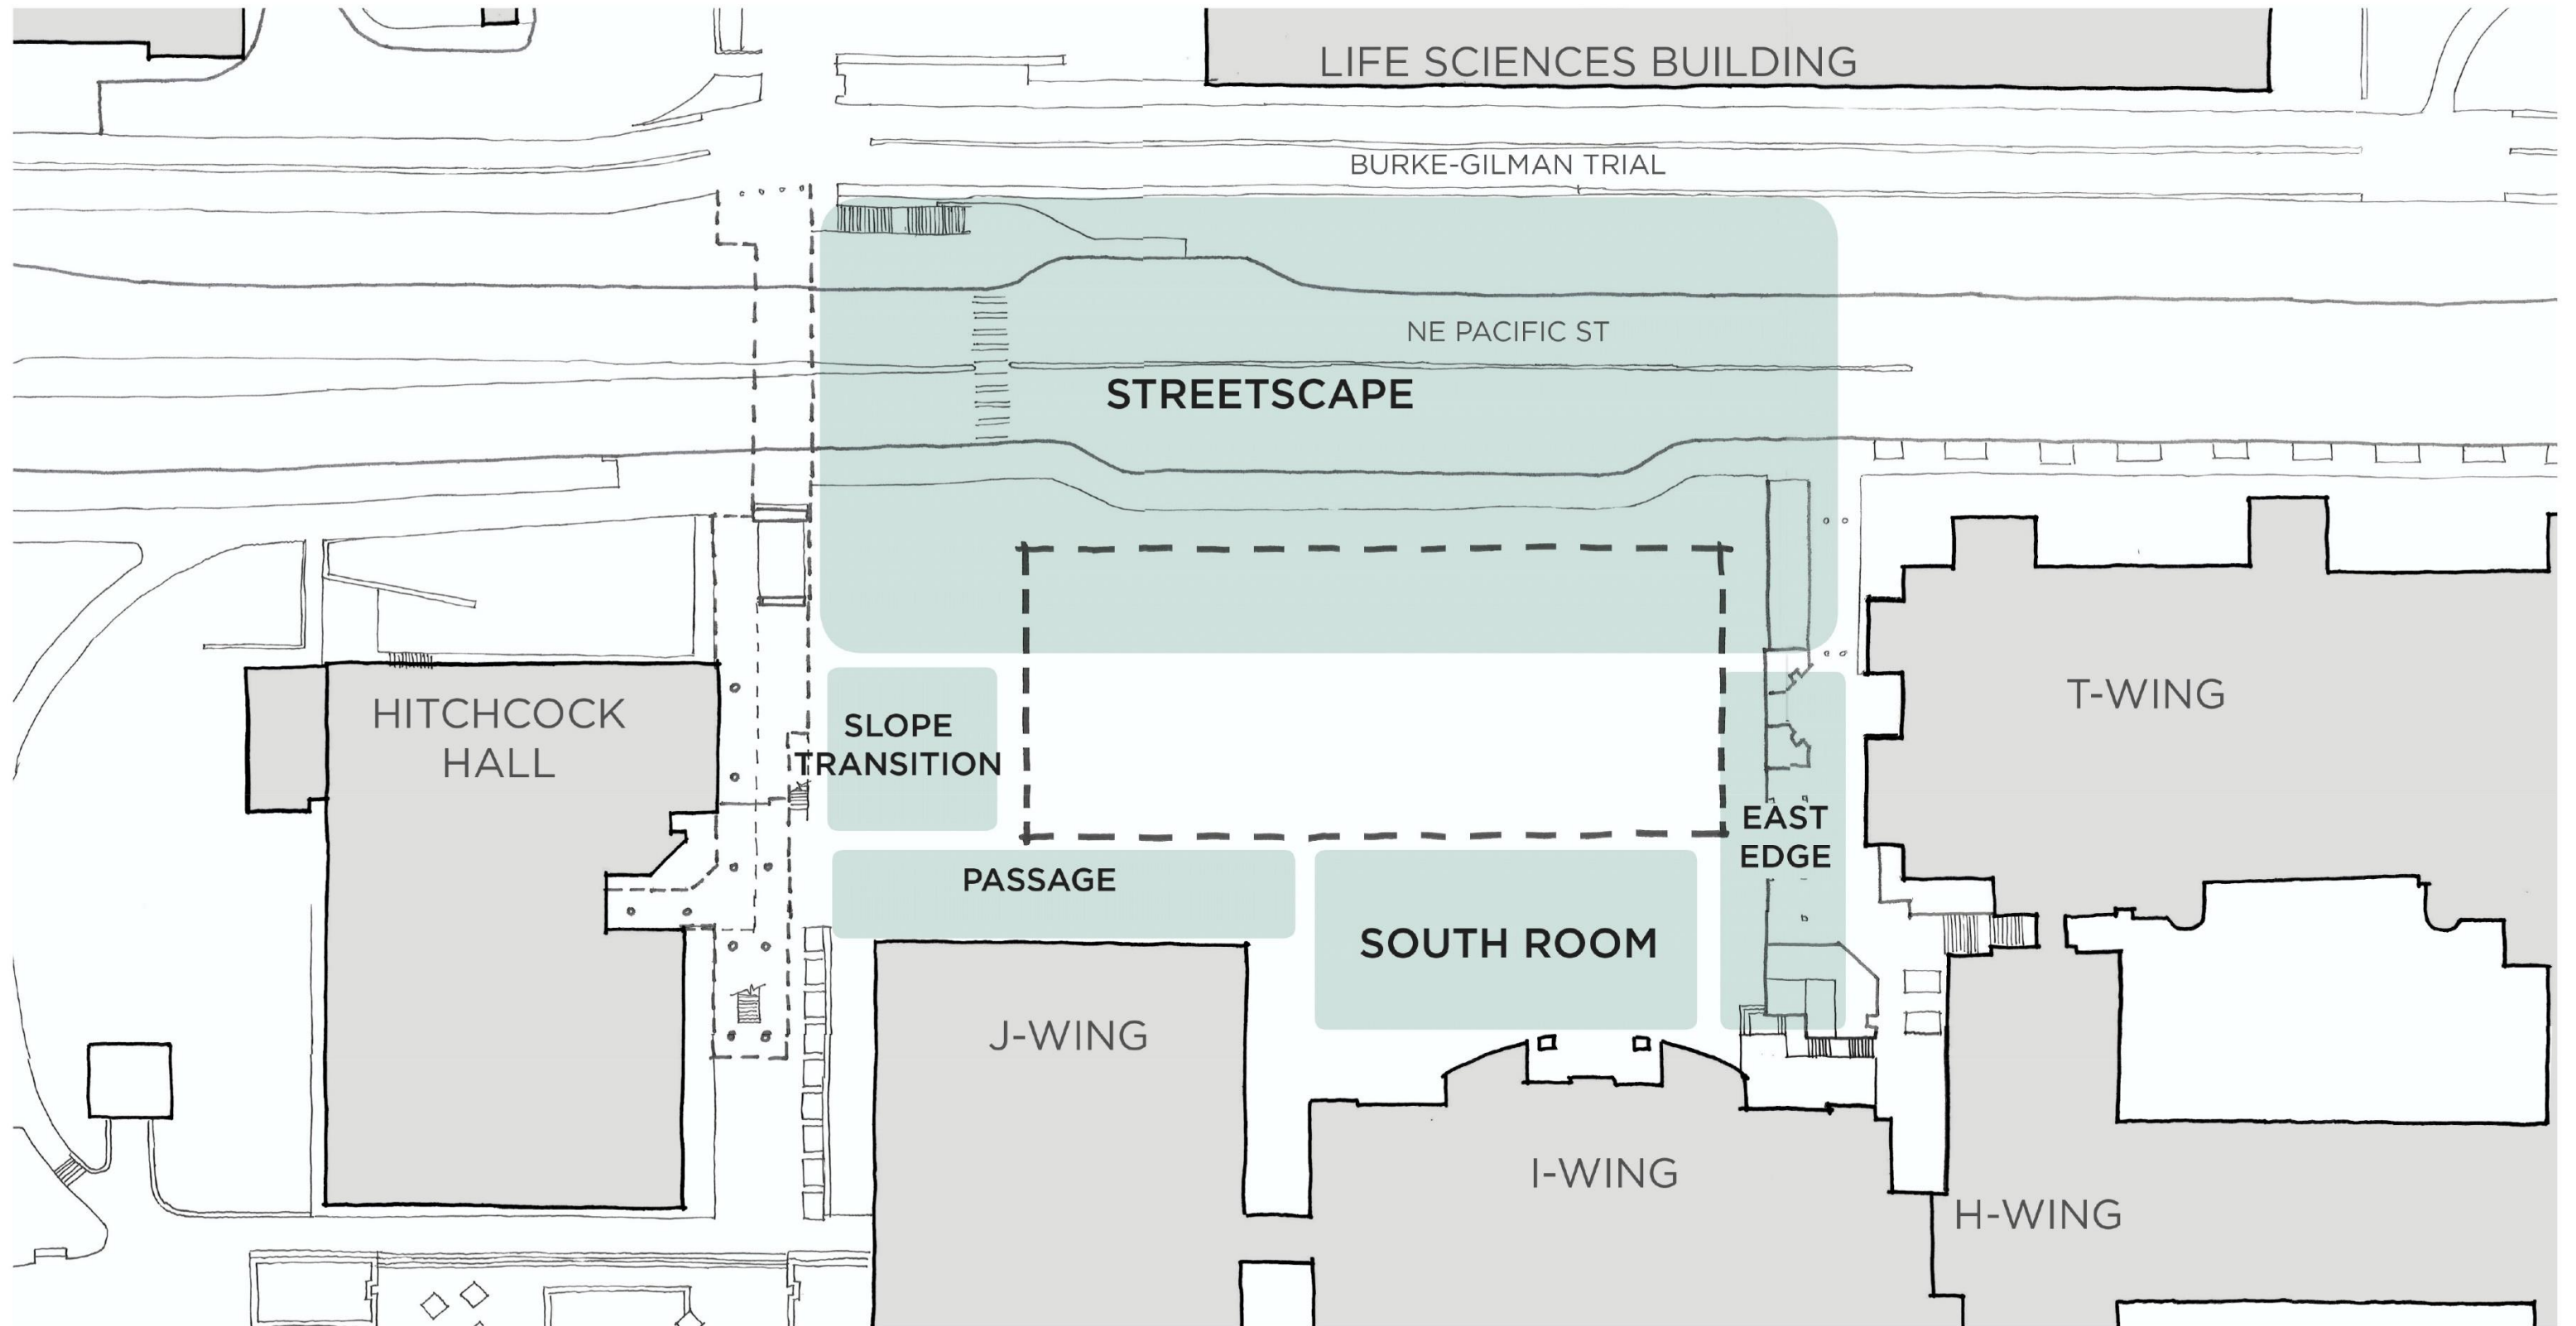 LIFE SCIENCES BUILDING
BURKE-GILMAN TRIAL
NE PACIFIC ST
STREETSCAPE
HITCHCOCK
HALL
SLOPE
TRANSITION
T-WING
EAST
EDGE
PASSAGE
SOUTH ROOM
J-WING
I-WING
H-WING